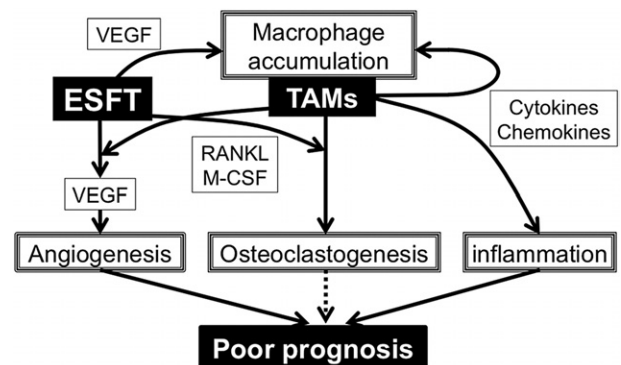 VEGF
Macrophage
accumulation
ESFT
TAMs
Cytokines
Chemokines
RANKL
M-CSF
VEGF
Angiogenesis
Osteoclastogenesis
inflammation
Poor prognosis